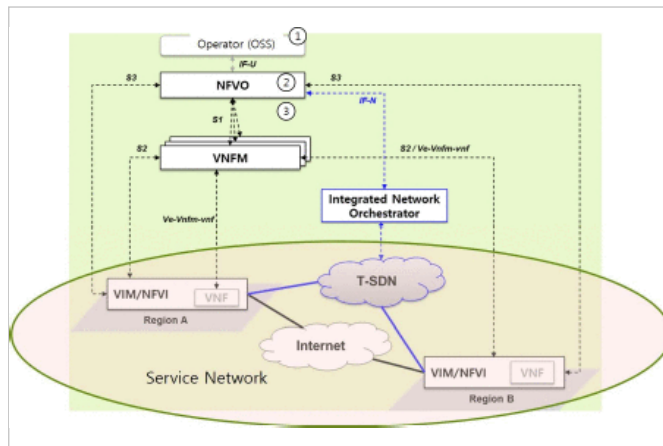 Operator (OSS)
1
IF-U
S3
NFVO
2
S3
3
IF-N
S1
S2
VNFM
S2 / Ve-Vnfm-vnf
Ve-Vnfm-vnf
Integrated Network
Orchestrator
T-SDN
VIM/NFVI
VNF
Region A
Internet
Service Network
VIM/NFVI
VNF
Region B